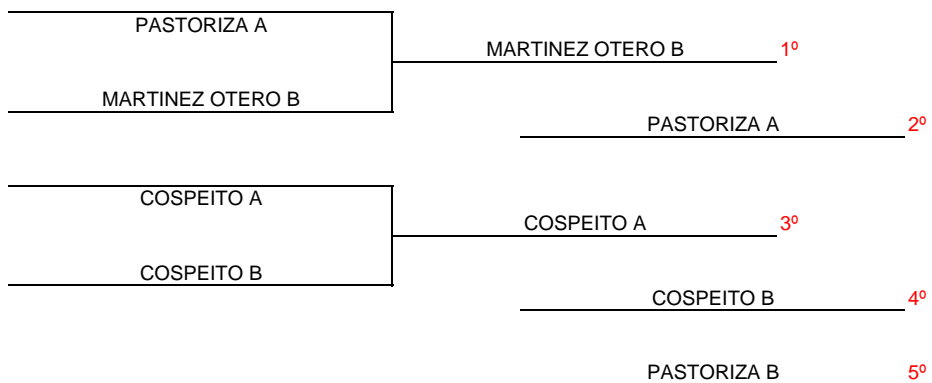 PASTORIZA A
MARTINEZ OTERO B 1º
MARTINEZ OTERO B
PASTORIZA A 2º
COSPEITO A
COSPEITO A 3º
COSPEITO B
COSPEITO B 4º
PASTORIZA B 5º